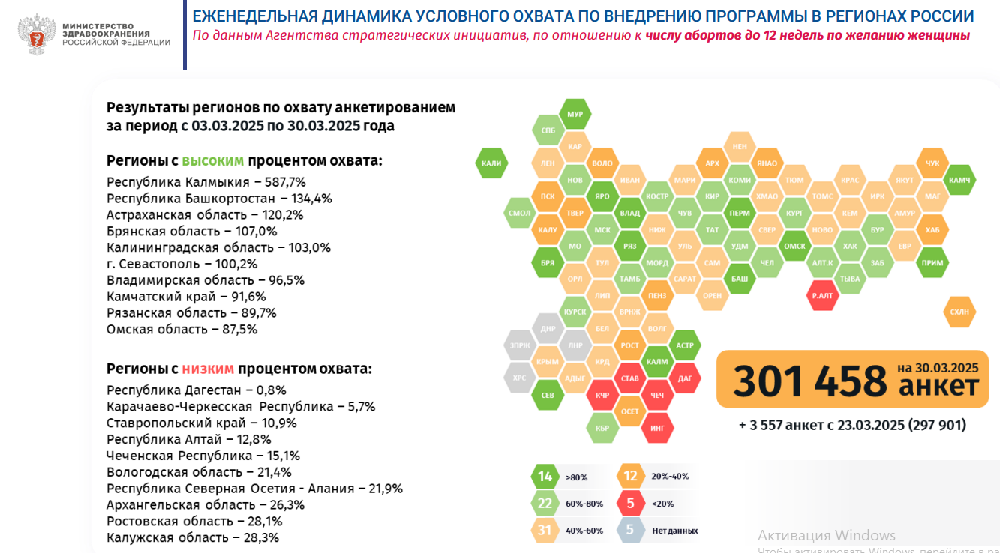 МИНИСТЕРСТВО
ЗДРАВООХРАНЕНИЯ
РОССИЙСКОЙ ФЕДЕРАЦИИ
ЕЖЕНЕДЕЛЬНАЯ ДИНАМИКА УСЛОВНОГО ОХВАТА ПО ВНЕДРЕНИЮ ПРОГРАММЫ В РЕГИОНАХ РОССИИ
По данным Агентства стратегических инициатив, по отношению к числу абортов до 12 недель по желанию женщины
Результаты регионов по охвату анкетированием
за период с 03.03.2025 по 30.03.2025 года
Регионы с высоким процентом охвата:
Республика Калмыкия – 587,7%
Республика Башкортостан – 134,4%
Астраханская область – 120,2%
Брянская область – 107,0%
Калининградская область – 103,0%
г. Севастополь – 100,2%
Владимирская область – 96,5%
Камчатский край – 91,6%
Рязанская область – 89,7%
Омская область – 87,5%
Регионы с низким процентом охвата:
Республика Дагестан – 0,8%
Карачаево-Черкесская Республика – 5,7%
Ставропольский край – 10,9%
Республика Алтай – 12,8%
Чеченская Республика – 15,1%
Вологодская область – 21,4%
Республика Северная Осетия - Алания – 21,9%
Архангельская область – 26,3%
Ростовская область – 28,1%
Калужская область – 28,3%
МУР
СПБ
КАР НЕН
КАЛИ ЛЕН ВОЛО АРХ ЯНАО ЧУК
НОВ ИВАН МАРИ КОМИ ТЮМ КРАС ЯКУТ КАМЧ
ПСК ЯРО КОСТР КИР ХМАО ТОМС ИРК МАГ
СМОЛ ТВЕР ВЛАД ЧУВ ПЕРМ КУРГ КЕМ АМУР
КАЛУ МСК НИЖ ТАТ СВЕР НОВО БУР ХАБ
МО РЯЗ УЛЬ УДМ ОМСК ХАК ЕВР
БРЯ ТУЛ МОРД САМ ЧЕЛ АЛТ.К ЗАБ ПРИМ
ОРЛ ТАМБ САРАТ БАШ ТЫВА
ЛИП ПЕНЗ ОРЕН Р.АЛТ
КУРСК ВРНЖ СХЛН
ДНР БЕЛ ВОЛГ
ЗПРЖ ЛНР РОСТ АСТР
КРЫМ КРД КАЛМ
ХРС АДЫГ СТАВ ДАГ
СЕВ КЧР ЧЕЧ
ОСЕТ
КБР ИНГ
301 458 на 30.03.2025 анкет
+ 3 557 анкет с 23.03.2025 (297 901)
14 >80% 12 20%-40%
22 60%-80% 5 <20%
31 40%-60% 5 Нет данных
Активация Windows
Чтобы активировать Windows, перейдите в ра